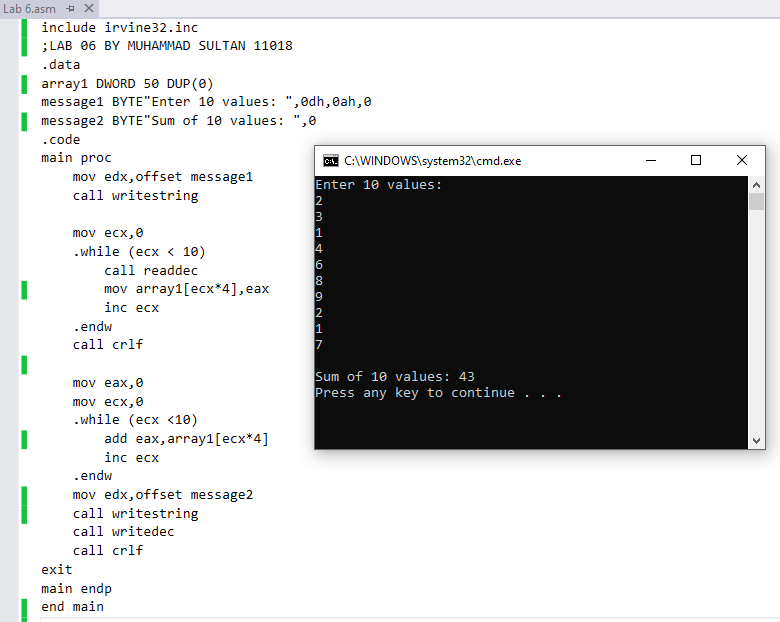 Lab 6.asm
include irvine32.inc
;LAB 06 BY MUHAMMAD SULTAN 11018
.data
array1 DWORD 50 DUP(0)
message1 BYTE"Enter 10 values: ",0dh,0ah,0
message2 BYTE"Sum of 10 values: ",0
.code
main proc
mov edx,offset message1
call writestring
mov ecx,0
.while (ecx < 10)
call readdec
mov array1[ecx*4],eax
inc ecx
.endw
call crlf
mov eax,0
mov ecx,0
.while (ecx <10)
add eax,array1[ecx*4]
inc ecx
.endw
mov edx,offset message2
call writestring
call writedec
call crlf
exit
main endp
end main
C:\WINDOWS\system32\cmd.exe
Enter 10 values:
2
3
1
4
6
8
9
2
1
7
Sum of 10 values: 43
Press any key to continue . . .